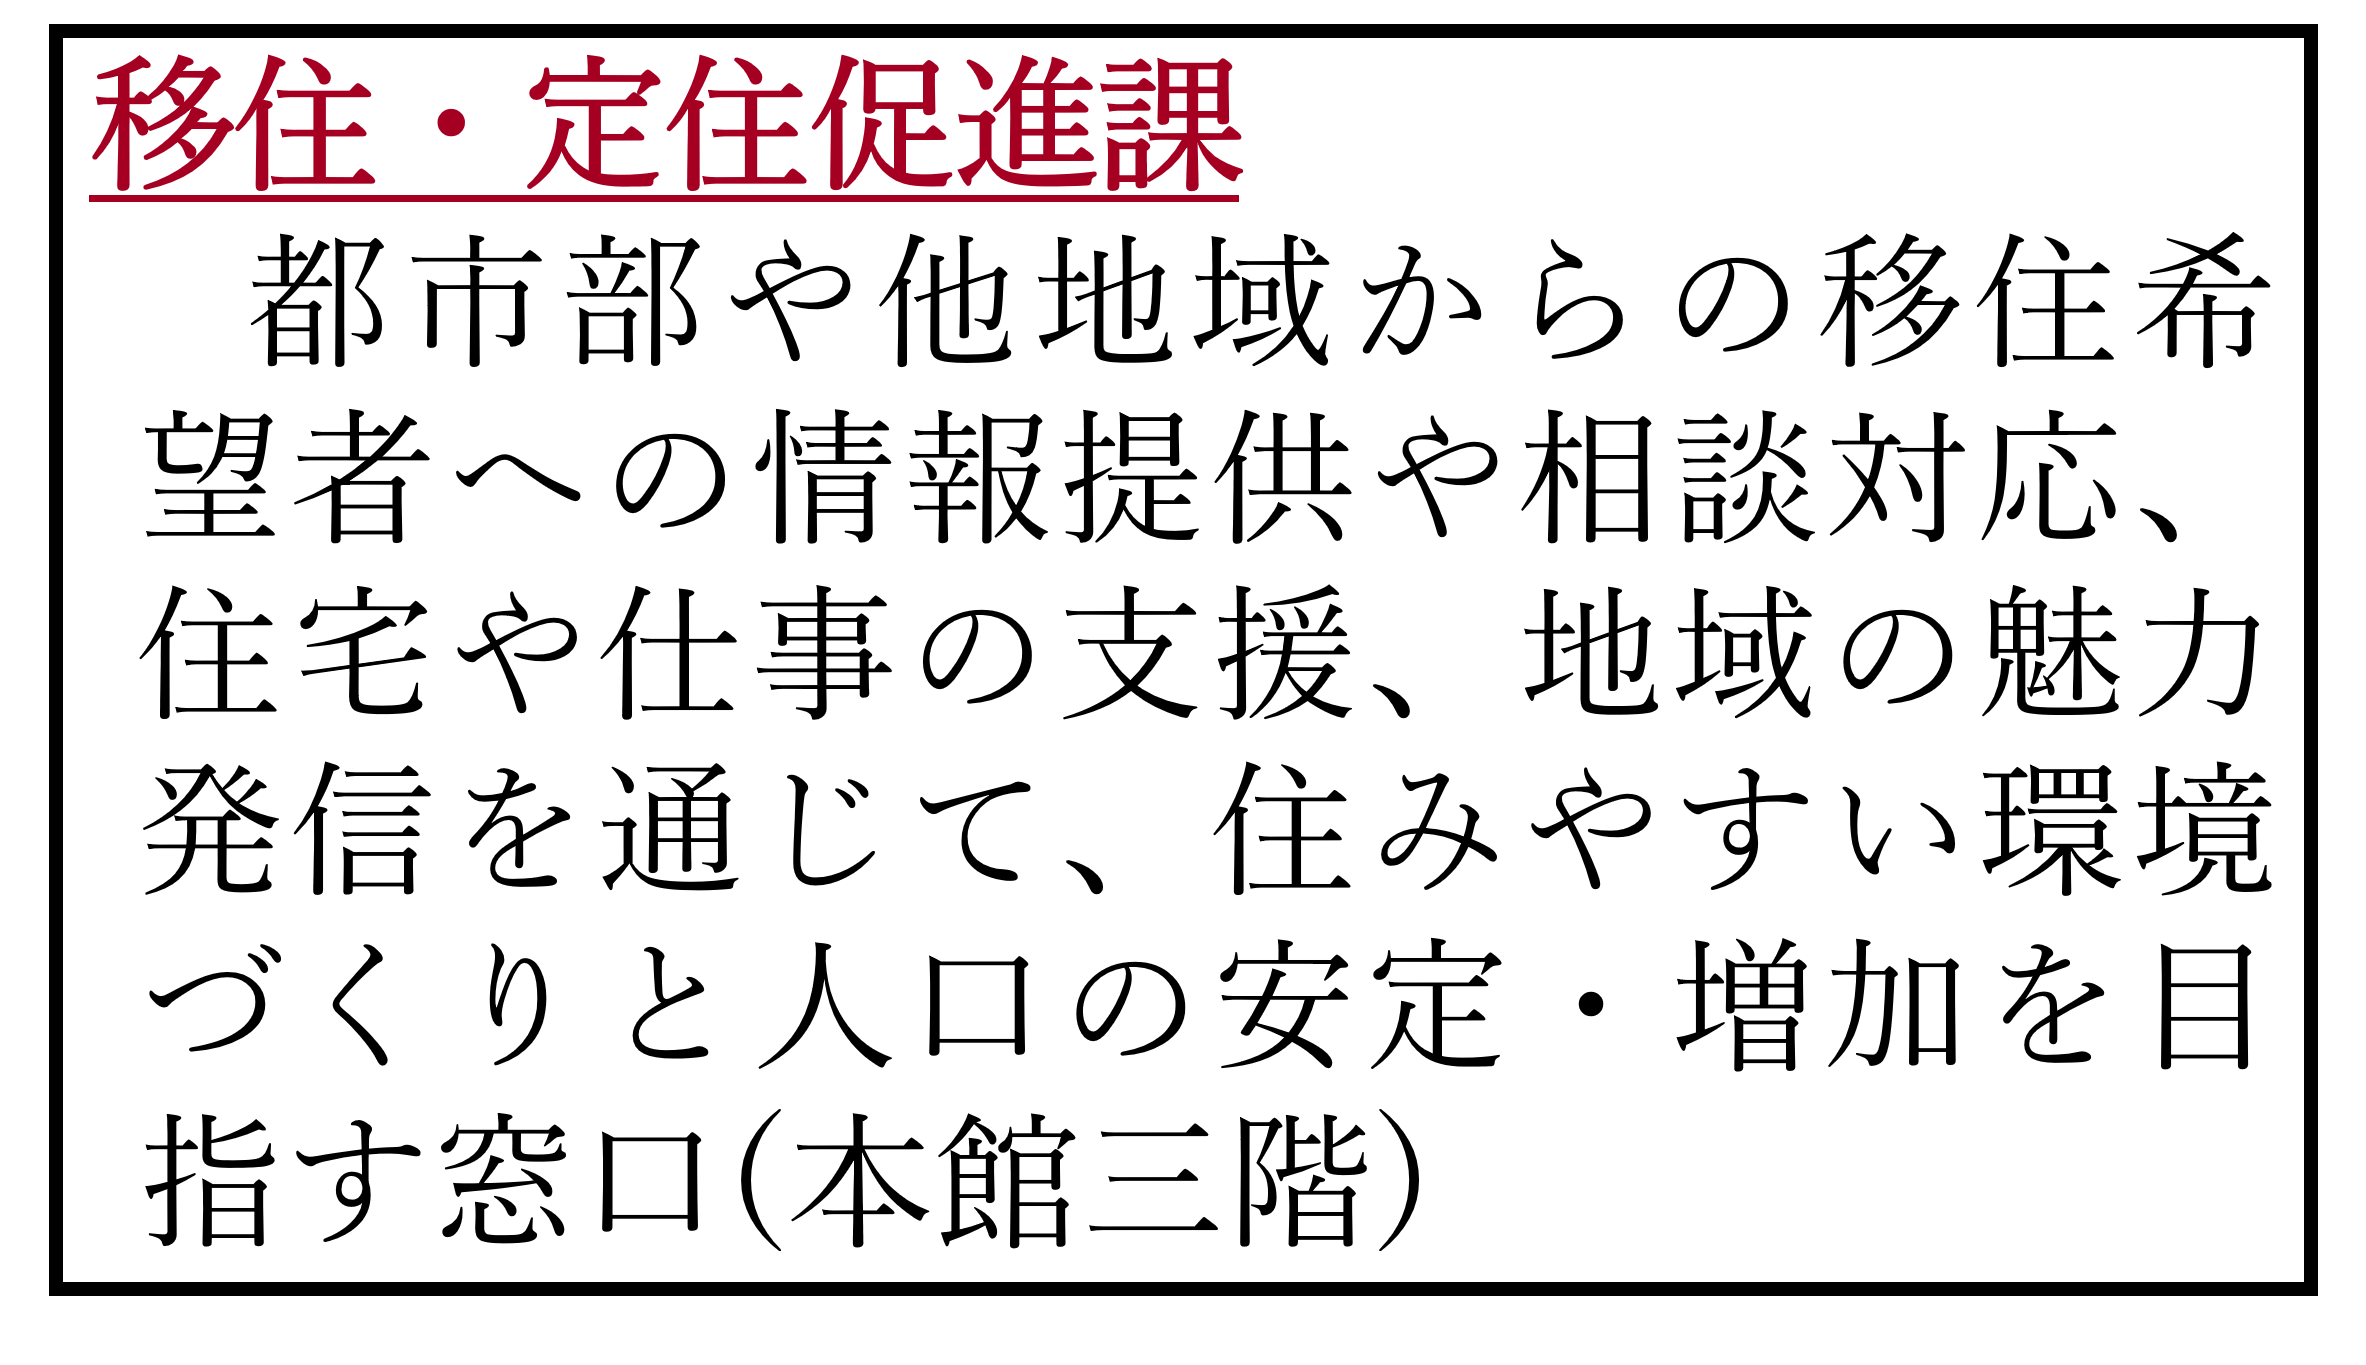 移住・定住促進課
都市部や他地域からの移住希
望者への情報提供や相談対応、
住宅や仕事の支援、地域の魅力
発信を通じて、住みやすい環境
づくりと人口の安定・増加を目
指す窓口(本館三階)